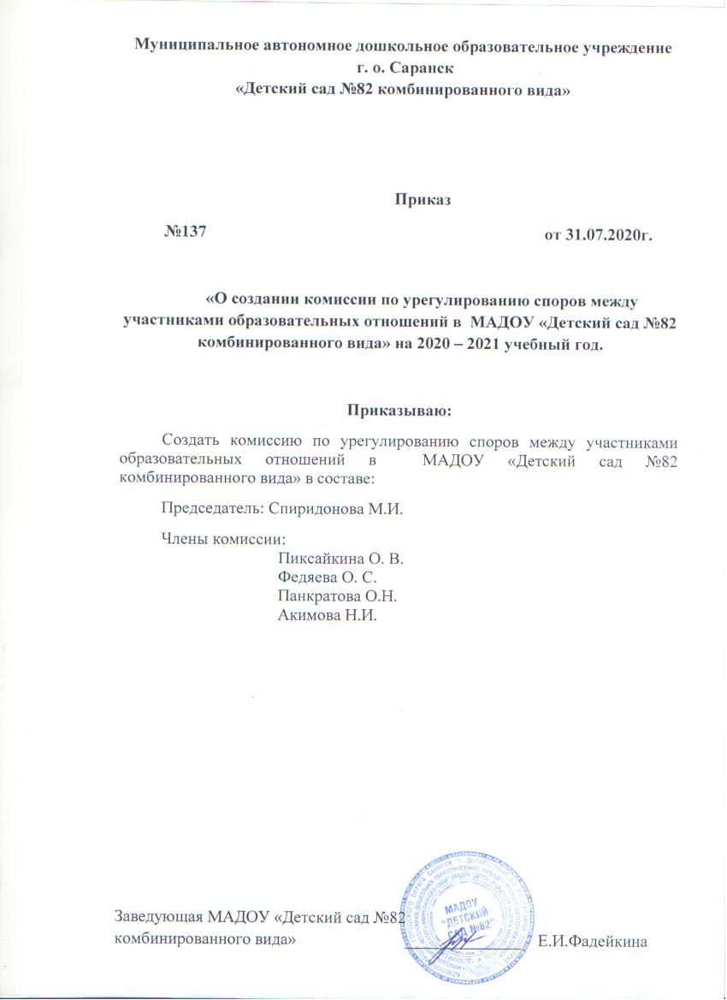 Муниципальное автономное дошкольное образовательное учреждение
г. о. Саранск
«Детский сад №82 комбинированного вида»
Приказ
№137 от 31.07.2020г.
«О создании комиссии по урегулированию споров между
участниками образовательных отношений в МАДОУ «Детский сад №82
комбинированного вида» на 2020 – 2021 учебный год.
Приказываю:
Создать комиссию по урегулированию споров между участниками
образовательных отношений в МАДОУ «Детский сад №82
комбинированного вида» в составе:
Председатель: Спиридонова М.И.
Члены комиссии:
Пиксайкина О. В.
Федяева О. С.
Панкратова О.Н.
Акимова Н.И.
МАДОУ
"ДЕТСКИЙ
САД №82"
Заведующая МАДОУ «Детский сад №82
комбинированного вида» Е.И.Фадейкина